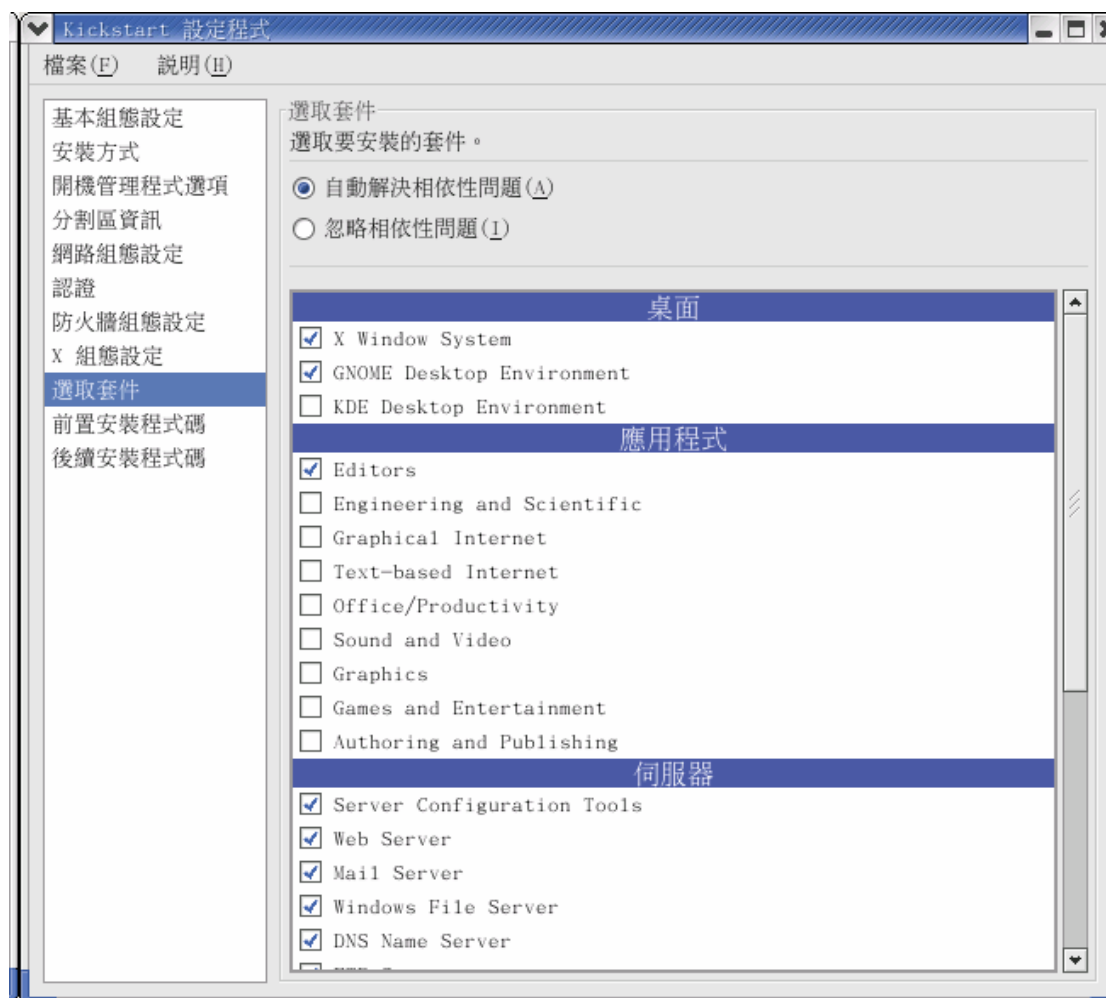 Kickstart 設定程式
檔案(F) 說明(H)
基本組態設定
安裝方式
開機管理程式選項
分割區資訊
網路組態設定
認證
防火牆組態設定
X 組態設定
選取套件
前置安裝程式碼
後續安裝程式碼
選取套件
選取要安裝的套件。
自動解決相依性問題(A)
忽略相依性問題(I)
桌面
X Window System
GNOME Desktop Environment
KDE Desktop Environment
應用程式
Editors
Engineering and Scientific
Graphical Internet
Text-based Internet
Office/Productivity
Sound and Video
Graphics
Games and Entertainment
Authoring and Publishing
伺服器
Server Configuration Tools
Web Server
Mail Server
Windows File Server
DNS Name Server